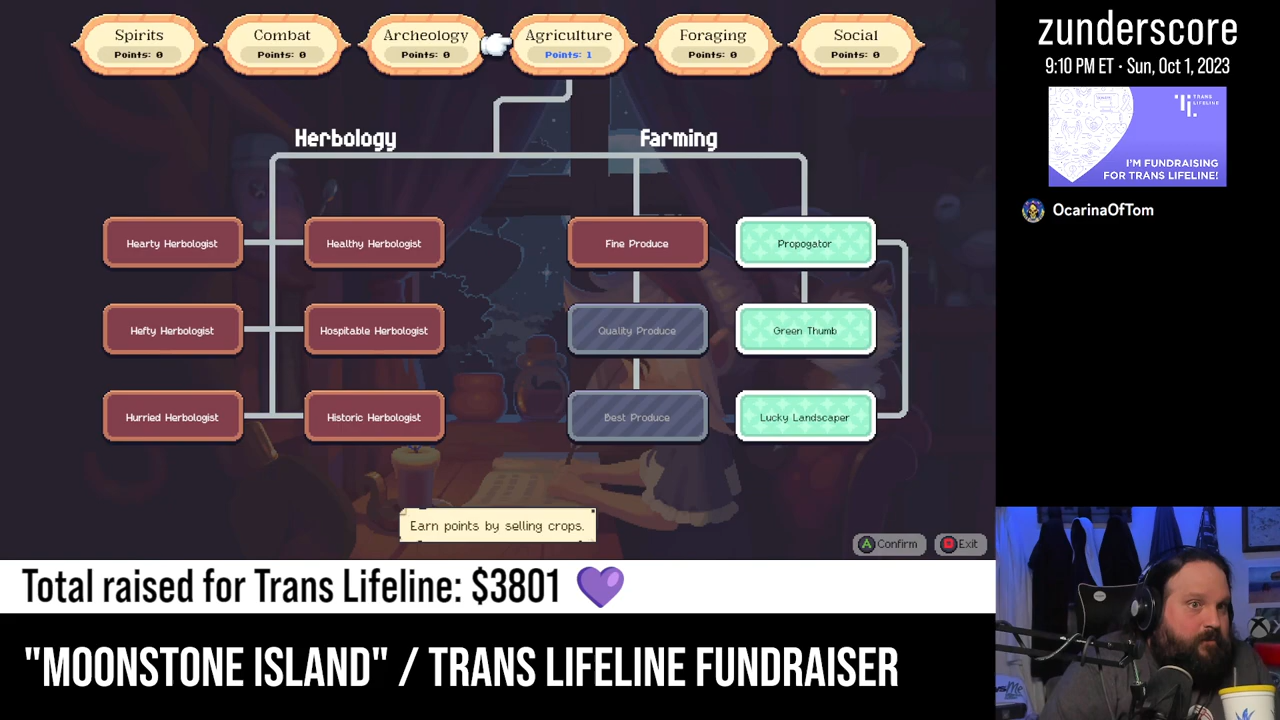 Spirits
Points: 0
Combat
Points: 0
Archeology
Points: 0
Agriculture
Points: 1
Foraging
Points: 0
Social
Points: 0
Herbology
Farming
Hearty Herbologist
Healthy Herbologist
Fine Produce
Propogator
Hefty Herbologist
Hospitable Herbologist
Quality Produce
Green Thumb
Hurried Herbologist
Historic Herbologist
Best Produce
Lucky Landscaper
Earn points by selling crops.
A Confirm
B Exit
Total raised for Trans Lifeline: $3801
"MOONSTONE ISLAND" / TRANS LIFELINE FUNDRAISER
zunderscore
9:10 PM ET · Sun, Oct 1, 2023
TRANS
LIFELINE
I'M FUNDRAISING
FOR TRANS LIFELINE!
OcarinaOfTom